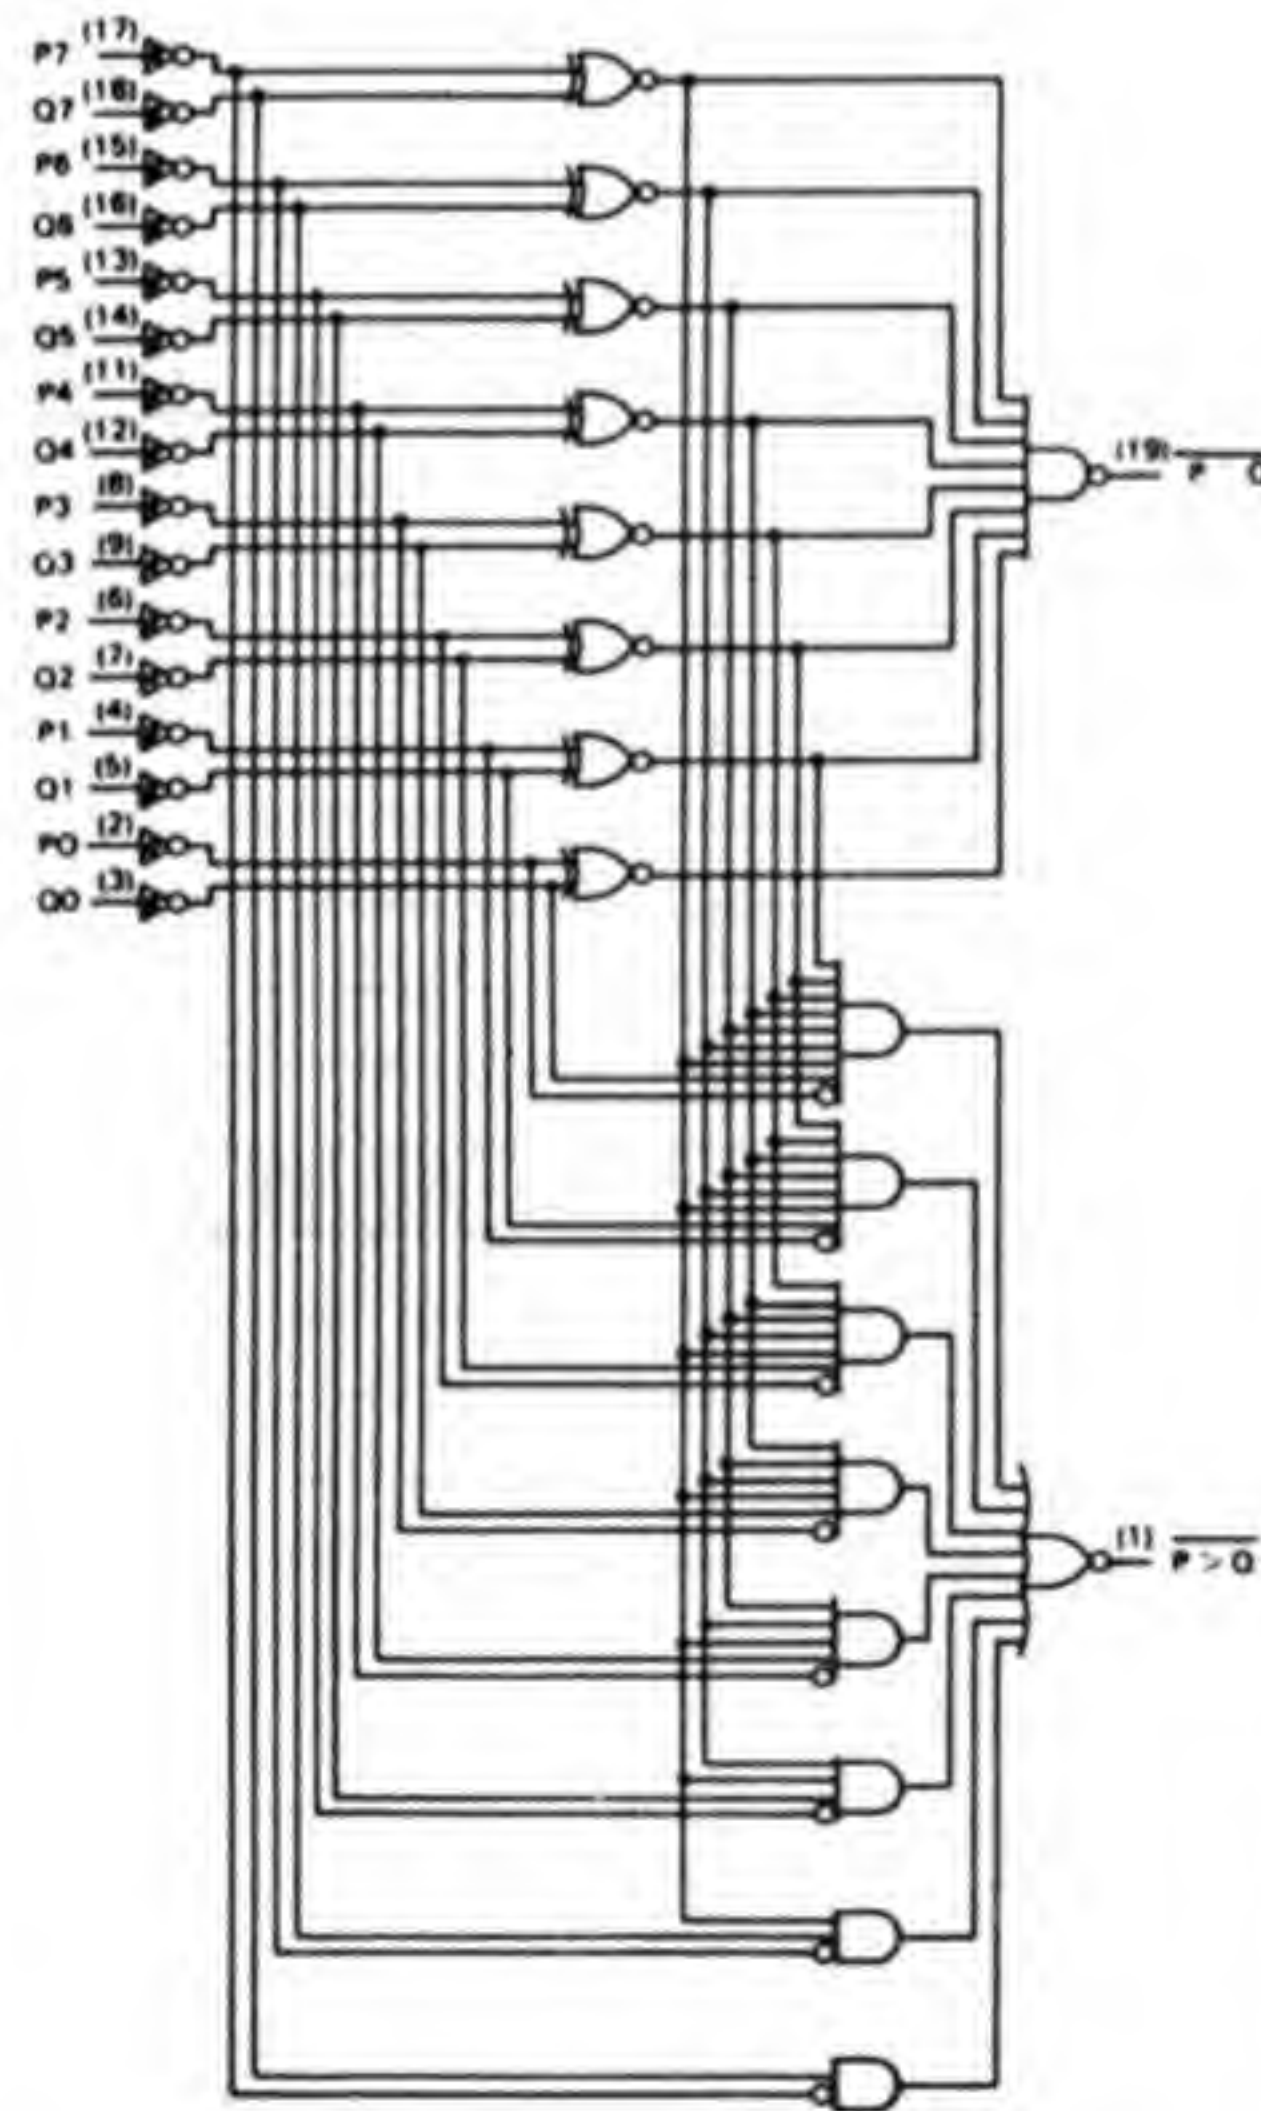 P7 (17)
Q7 (18)
P6 (15)
Q6 (16)
P5 (13)
Q5 (14)
P4 (11)
Q4 (12)
P3 (8)
Q3 (9)
P2 (6)
Q2 (7)
P1 (4)
Q1 (5)
P0 (2)
Q0 (3)
(19) P
(1) P > Q